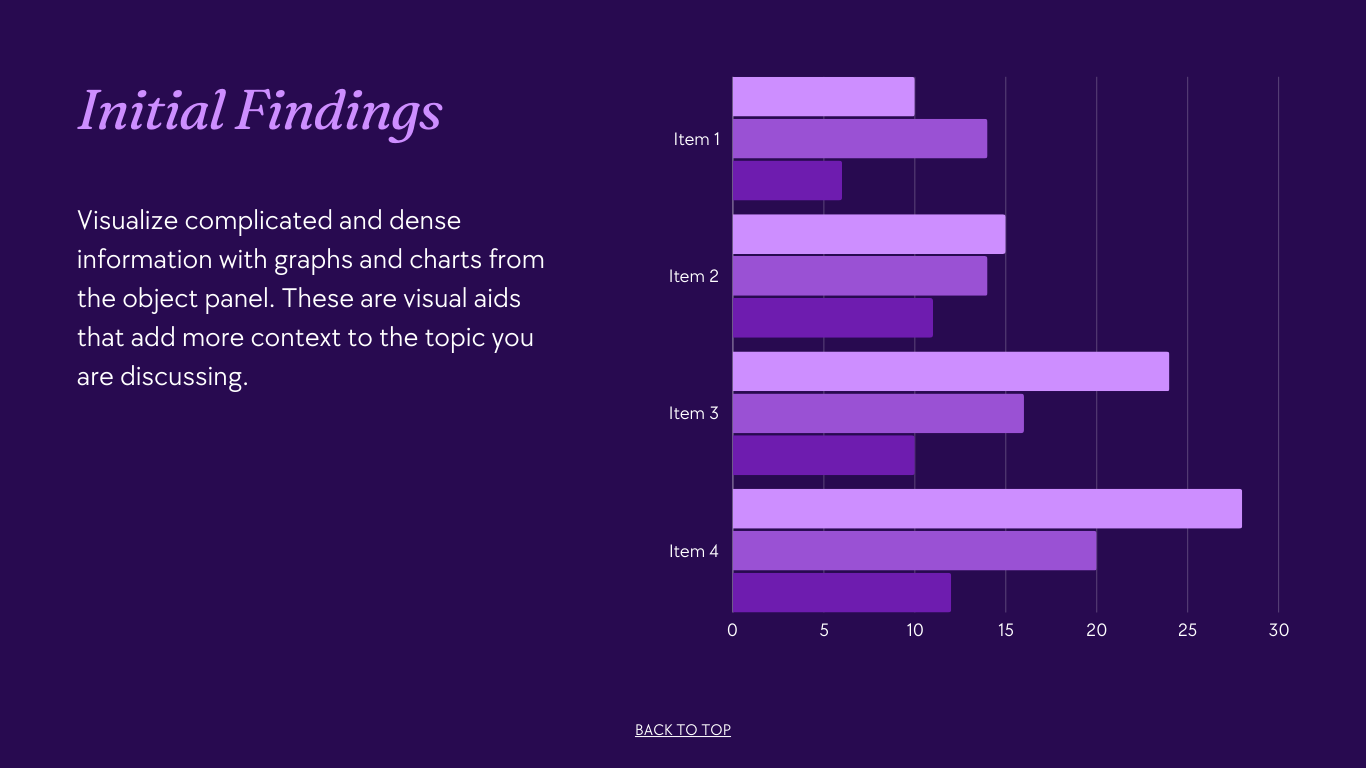 Initial Findings
Visualize complicated and dense
information with graphs and charts from
the object panel. These are visual aids
that add more context to the topic you
are discussing.
Item 1
Item 2
Item 3
Item 4
0 5 10 15 20 25 30
BACK TO TOP